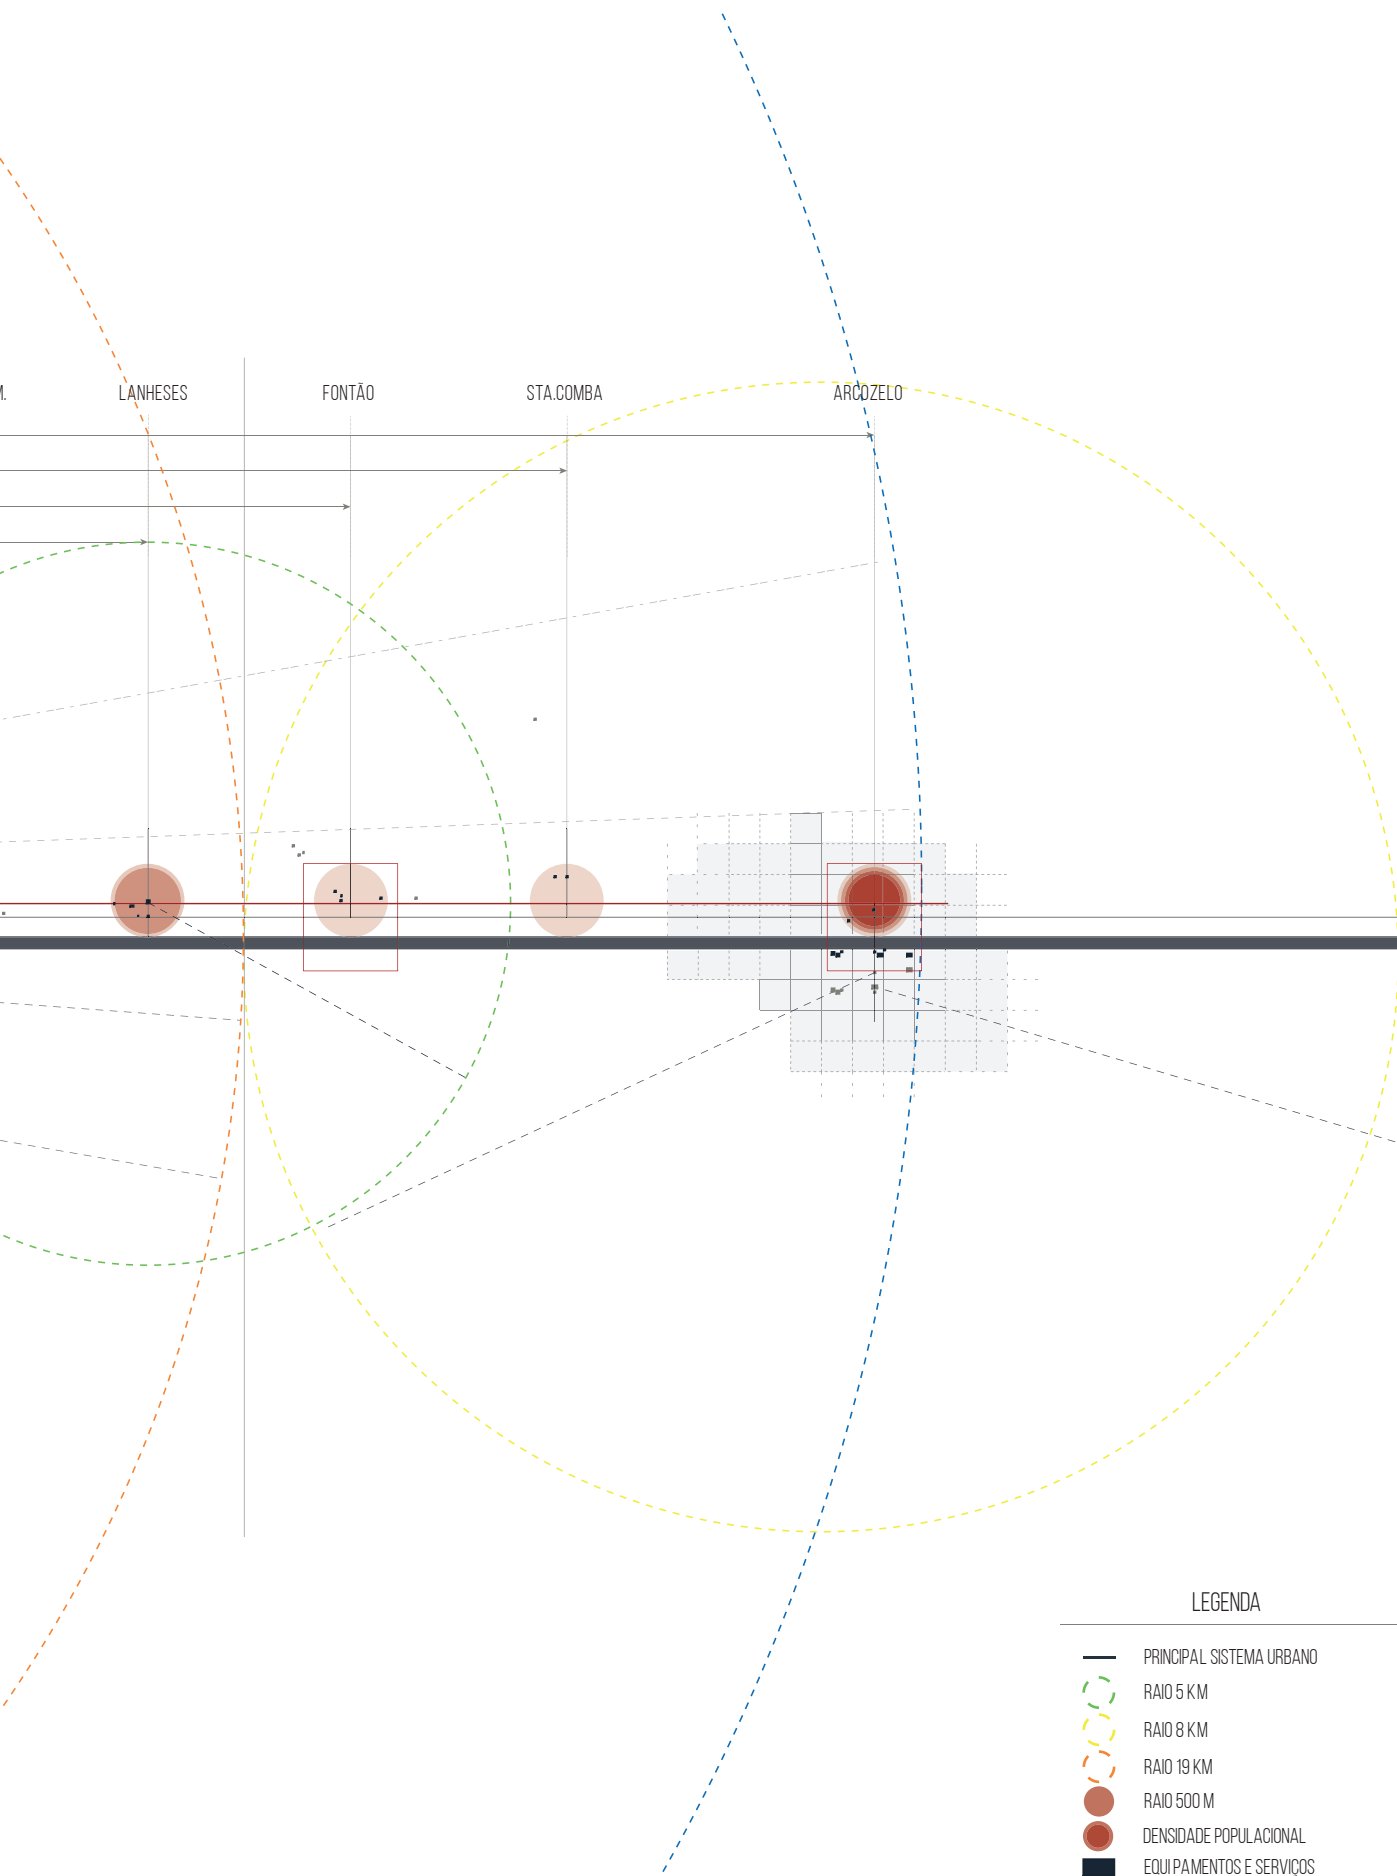 M.
LANHESES
FONTÃO
STA.COMBA
ARCOZELO
LEGENDA
PRINCIPAL SISTEMA URBANO
RAIO 5 KM
RAIO 8 KM
RAIO 19 KM
RAIO 500 M
DENSIDADE POPULACIONAL
EQUIPAMENTOS E SERVIÇOS